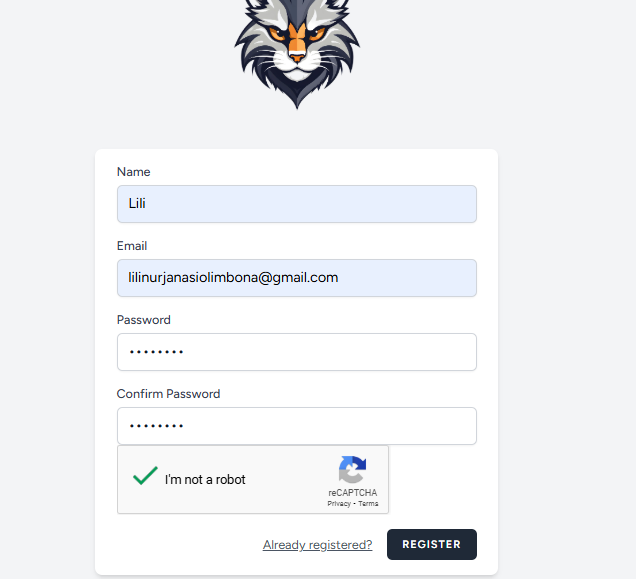 Name
Lili
Email
lilinurjanasiolimbona@gmail.com
Password
••••••••
Confirm Password
••••••••
I'm not a robot
reCAPTCHA
Privacy - Terms
Already registered?
REGISTER